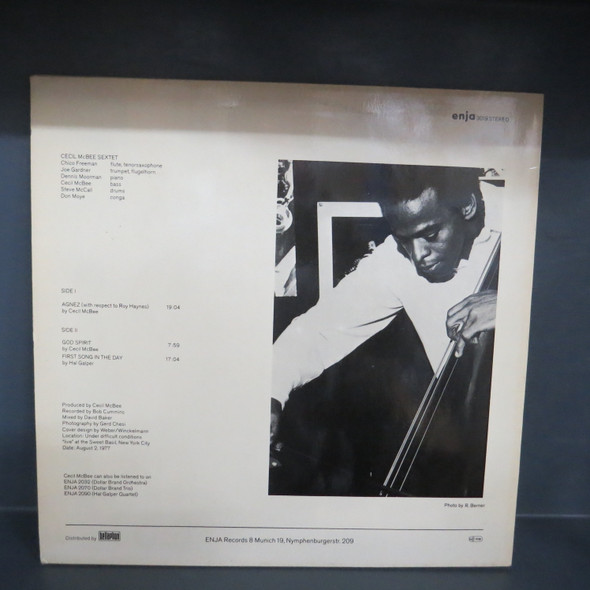 enja 3019 STEREO
CECIL McBEE SEXTET
Chico Freeman flute, tenorsaxophone
Joe Gardner trumpet, flugelhorn
Dennis Moorman piano
Cecil McBee bass
Steve McCall drums
Don Moye conga
SIDE I
AGNEZ (with respect to Roy Haynes) 19:04
by Cecil McBee
SIDE II
GOD SPIRIT 7:59
by Cecil McBee
FIRST SONG IN THE DAY 17:04
by Hal Galper
Produced by Cecil McBee
Recorded by Bob Cummins
Mixed by David Baker
Photography by Gerd Chesi
Cover design by Weber/Winckelmann
Location: Under difficult conditions
"live" at the Sweet Basil, New York City
Date: August 2, 1977
Cecil McBee can also be listened to on
ENJA 2032 (Dollar Brand Orchestra)
ENJA 2070 (Dollar Brand Trio)
ENJA 2090 (Hal Galper Quartet)
Photo by B. Berner
Distributed by bellaphon
ENJA Records 8 Munich 19, Nymphenburgerstr. 209